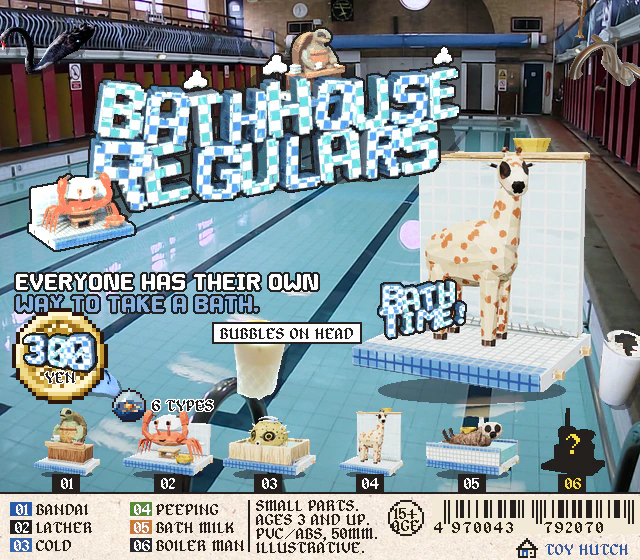 BATHHOUSE
REGULARS
EVERYONE HAS THEIR OWN
WAY TO TAKE A BATH.
BATH
TIME!
300
YEN
BUBBLES ON HEAD
6 TYPES
?
01
02
03
04
05
06
01 BANDAI
02 LATHER
03 COLD
04 PEEPING
05 BATH MILK
06 BOILER MAN
SMALL PARTS.
AGES 3 AND UP.
PVC/ABS, 50MM.
ILLUSTRATIVE.
15+
AGE
4 970043 792070
TOY HUTCH